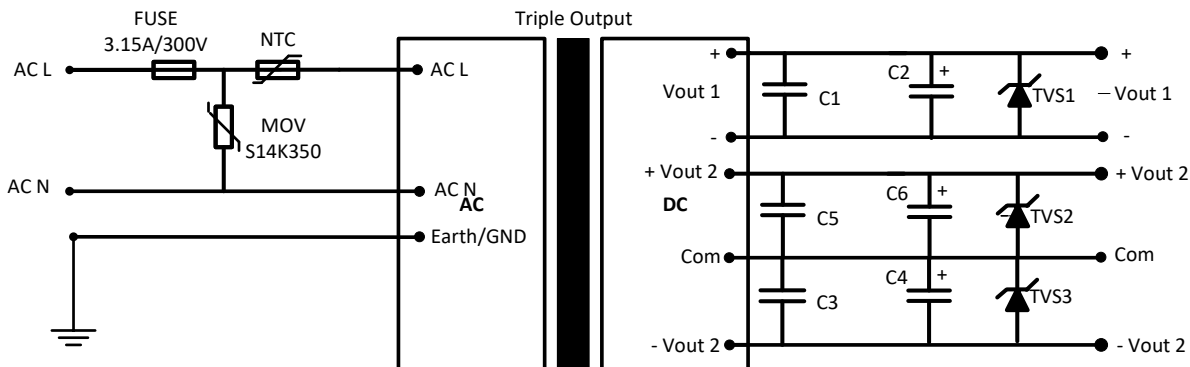 Triple Output
FUSE
3.15A/300V
NTC
AC L
AC L
MOV
S14K350
AC N
AC N
AC
Earth/GND
DC
+
Vout 1
-
C1
C2
+
TVS1
+
Vout 1
-
+ Vout 2
C5
C6
+
TVS2
+ Vout 2
Com
Com
C3
C4
+
TVS3
- Vout 2
- Vout 2